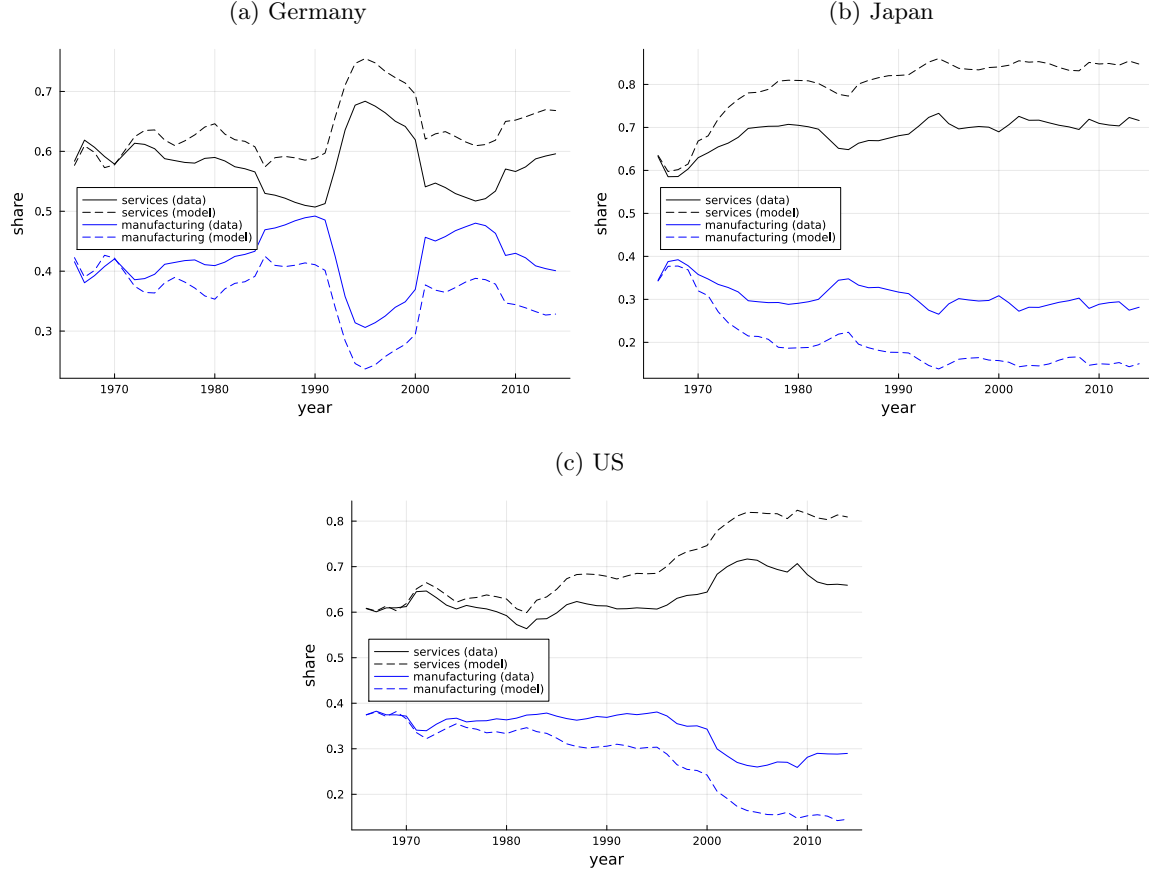 (a) Germany
share
0.7
0.6
0.5
0.4
0.3
services (data)
services (model)
manufacturing (data)
manufacturing (model)
1970 1980 1990 2000 2010
year
(b) Japan
share
0.8
0.7
0.6
0.5
0.4
0.3
0.2
services (data)
services (model)
manufacturing (data)
manufacturing (model)
1970 1980 1990 2000 2010
year
(c) US
share
0.8
0.7
0.6
0.5
0.4
0.3
0.2
services (data)
services (model)
manufacturing (data)
manufacturing (model)
1970 1980 1990 2000 2010
year